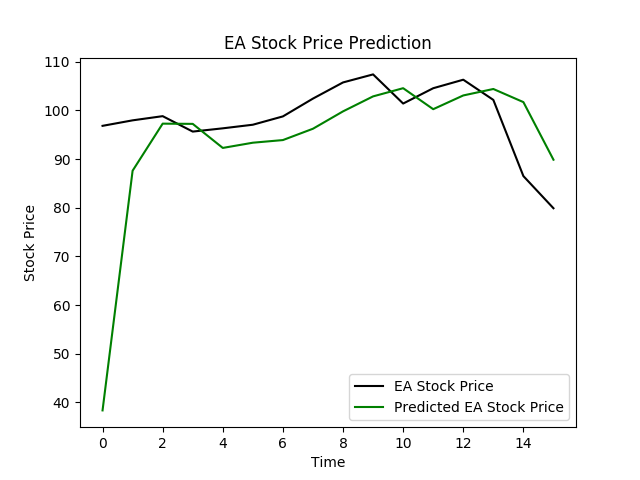 EA Stock Price Prediction
110
100
90
80
70
60
50
40
Stock Price
0 2 4 6 8 10 12 14
Time
EA Stock Price
Predicted EA Stock Price